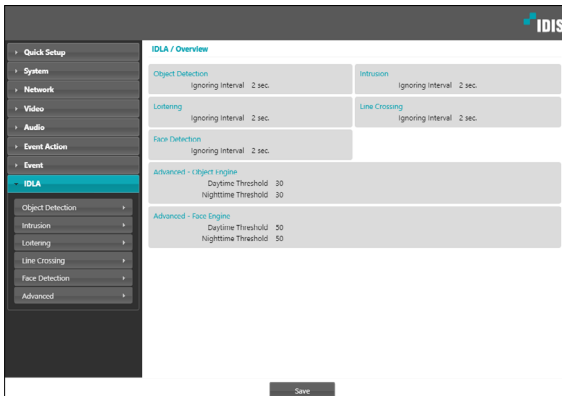 IDIS
Quick Setup
System
Network
Video
Audio
Event Action
Event
IDLA
Object Detection
Intrusion
Loitering
Line Crossing
Face Detection
Advanced
IDLA / Overview
Object Detection
Ignoring Interval 2 sec.
Intrusion
Ignoring Interval 2 sec.
Loitering
Ignoring Interval 2 sec.
Line Crossing
Ignoring Interval 2 sec.
Face Detection
Ignoring Interval 2 sec.
Advanced - Object Engine
Daytime Threshold 30
Nighttime Threshold 30
Advanced - Face Engine
Daytime Threshold 50
Nighttime Threshold 50
Save